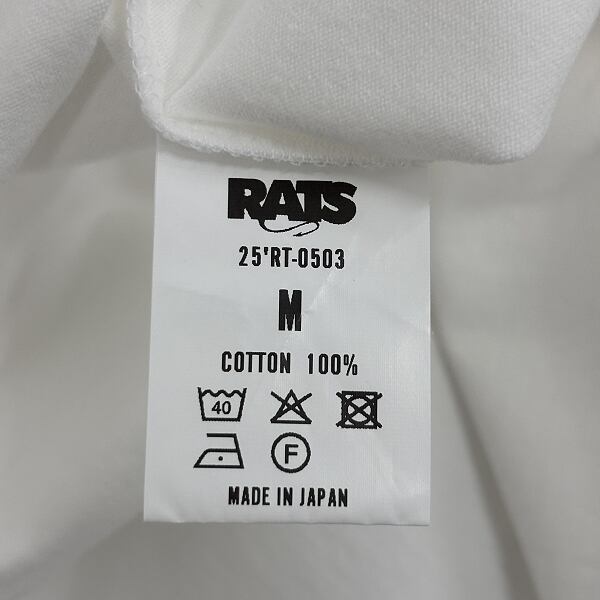 RATS
25'RT-0503
M
COTTON 100%
40
F
MADE IN JAPAN